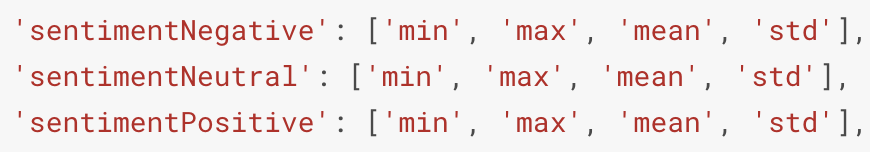 'sentimentNegative': ['min', 'max', 'mean', 'std'],
'sentimentNeutral': ['min', 'max', 'mean', 'std'],
'sentimentPositive': ['min', 'max', 'mean', 'std'],